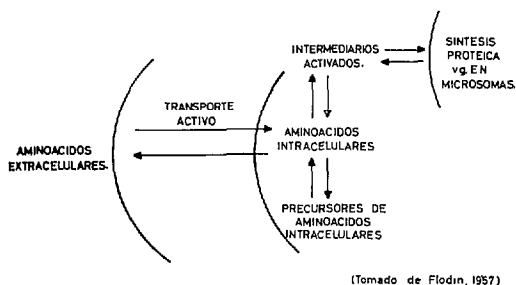 INTERMEDIARIOS
ACTIVADOS.
SINTESIS
PROTEICA
vg. EN
MICROSOMAS.
TRANSPORTE
ACTIVO
AMINOACIDOS
EXTRACELULARES.
AMINOACIDOS
INTRACELULARES
PRECURSORES DE
AMINOACIDOS
INTRACELULARES
(Tomado de Flodin, 1957)